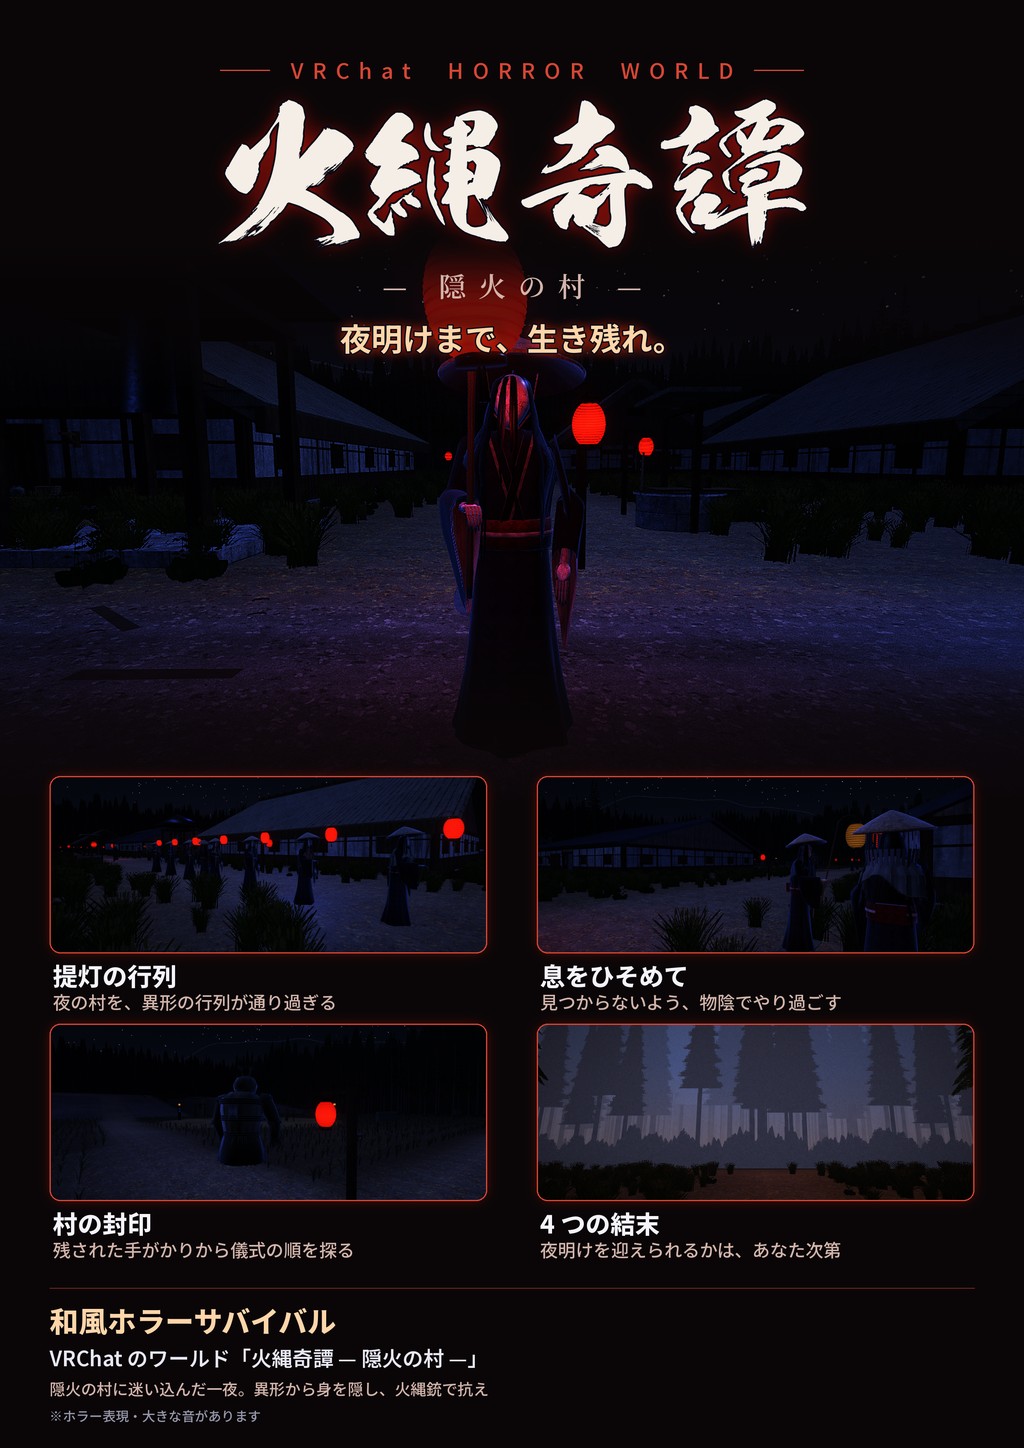 VRChat HORROR WORLD
火縄奇譚
― 隠火の村 ―
夜明けまで、生き残れ。
提灯の行列
夜の村を、異形の行列が通り過ぎる
息をひそめて
見つからないよう、物陰でやり過ごす
村の封印
残された手がかりから儀式の順を探る
4 つの結末
夜明けを迎えられるかは、あなた次第
和風ホラーサバイバル
VRChat のワールド「火縄奇譚 ― 隠火の村 ―」
隠火の村に迷い込んだ一夜。異形から身を隠し、火縄銃で抗え
※ホラー表現・大きな音があります